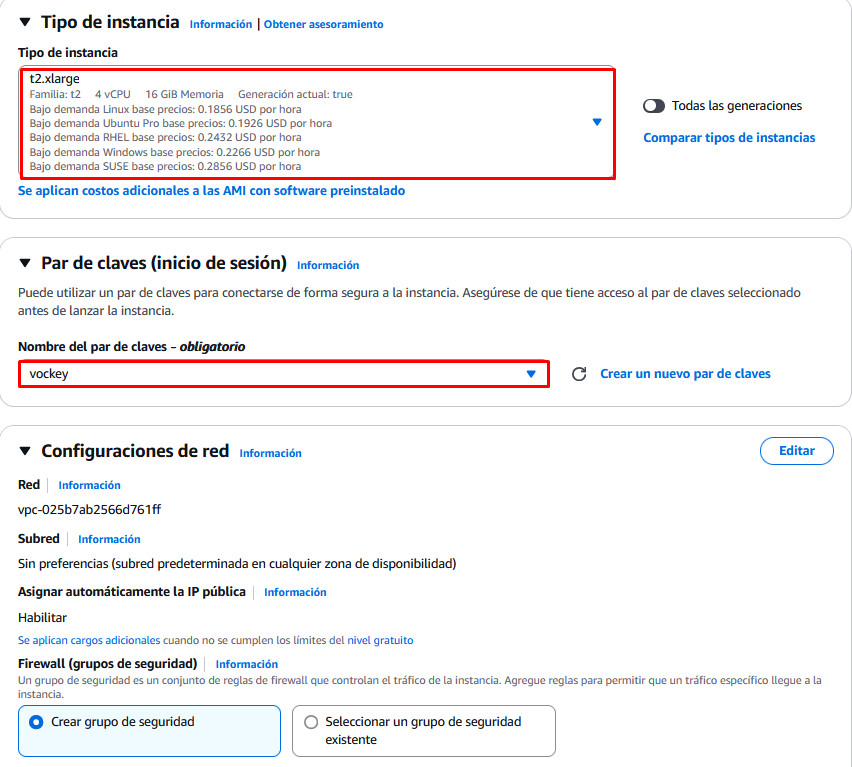 Tipo de instancia Información | Obtener asesoramiento
Tipo de instancia
t2.xlarge
Familia: t2 4 vCPU 16 GiB Memoria Generación actual: true
Bajo demanda Linux base precios: 0.1856 USD por hora
Bajo demanda Ubuntu Pro base precios: 0.1926 USD por hora
Bajo demanda RHEL base precios: 0.2432 USD por hora
Bajo demanda Windows base precios: 0.2266 USD por hora
Bajo demanda SUSE base precios: 0.2856 USD por hora
Todas las generaciones
Comparar tipos de instancias
Se aplican costos adicionales a las AMI con software preinstalado
Par de claves (inicio de sesión) Información
Puede utilizar un par de claves para conectarse de forma segura a la instancia. Asegúrese de que tiene acceso al par de claves seleccionado
antes de lanzar la instancia.
Nombre del par de claves – obligatorio
vockey
Crear un nuevo par de claves
Configuraciones de red Información
Editar
Red Información
vpc-025b7ab2566d761ff
Subred Información
Sin preferencias (subred predeterminada en cualquier zona de disponibilidad)
Asignar automáticamente la IP pública Información
Habilitar
Se aplican cargos adicionales cuando no se cumplen los límites del nivel gratuito
Firewall (grupos de seguridad) Información
Un grupo de seguridad es un conjunto de reglas de firewall que controlan el tráfico de la instancia. Agregue reglas para permitir que un tráfico específico llegue a la
instancia.
Crear grupo de seguridad
Seleccionar un grupo de seguridad
existente